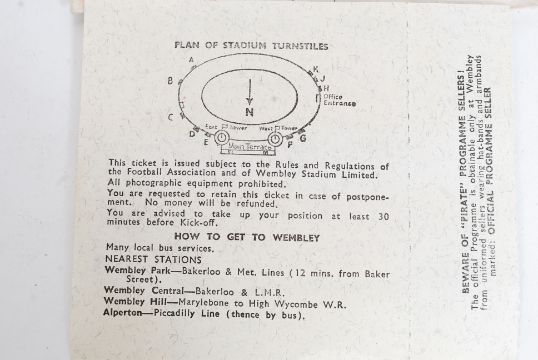 PLAN OF STADIUM TURNSTILES
A
B
C
D
E
F
G
H
J
K
Office
Entrance
N
East Tower
West Tower
Main Terrace
This ticket is issued subject to the Rules and Regulations of
the Football Association and of Wembley Stadium Limited.
All photographic equipment prohibited.
You are requested to retain this ticket in case of postpone-
ment. No money will be refunded.
You are advised to take up your position at least 30
minutes before Kick-off.
HOW TO GET TO WEMBLEY
Many local bus services.
NEAREST STATIONS
Wembley Park—Bakerloo & Met. Lines (12 mins. from Baker
Street).
Wembley Central—Bakerloo & L.M.R.
Wembley Hill—Marylebone to High Wycombe W.R.
Alperton—Piccadilly Line (thence by bus).
BEWARE OF "PIRATE" PROGRAMME SELLERS!
The official Programme is obtainable only at Wembley
from uniformed sellers wearing hat-bands and armbands
marked: OFFICIAL PROGRAMME SELLER